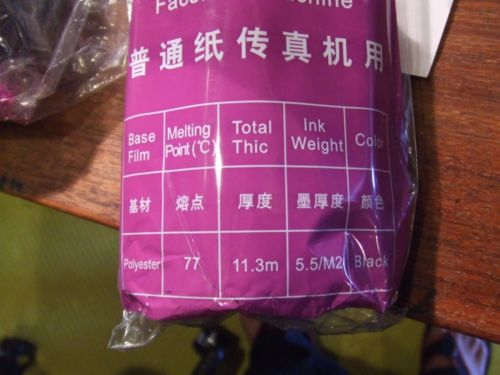 普通纸传真机用
Base Film Melting Point (℃) Total Thic Ink Weight Color
基材 熔点 厚度 墨厚度 颜色
Polyester 77 11.3m 5.5/M2 Black